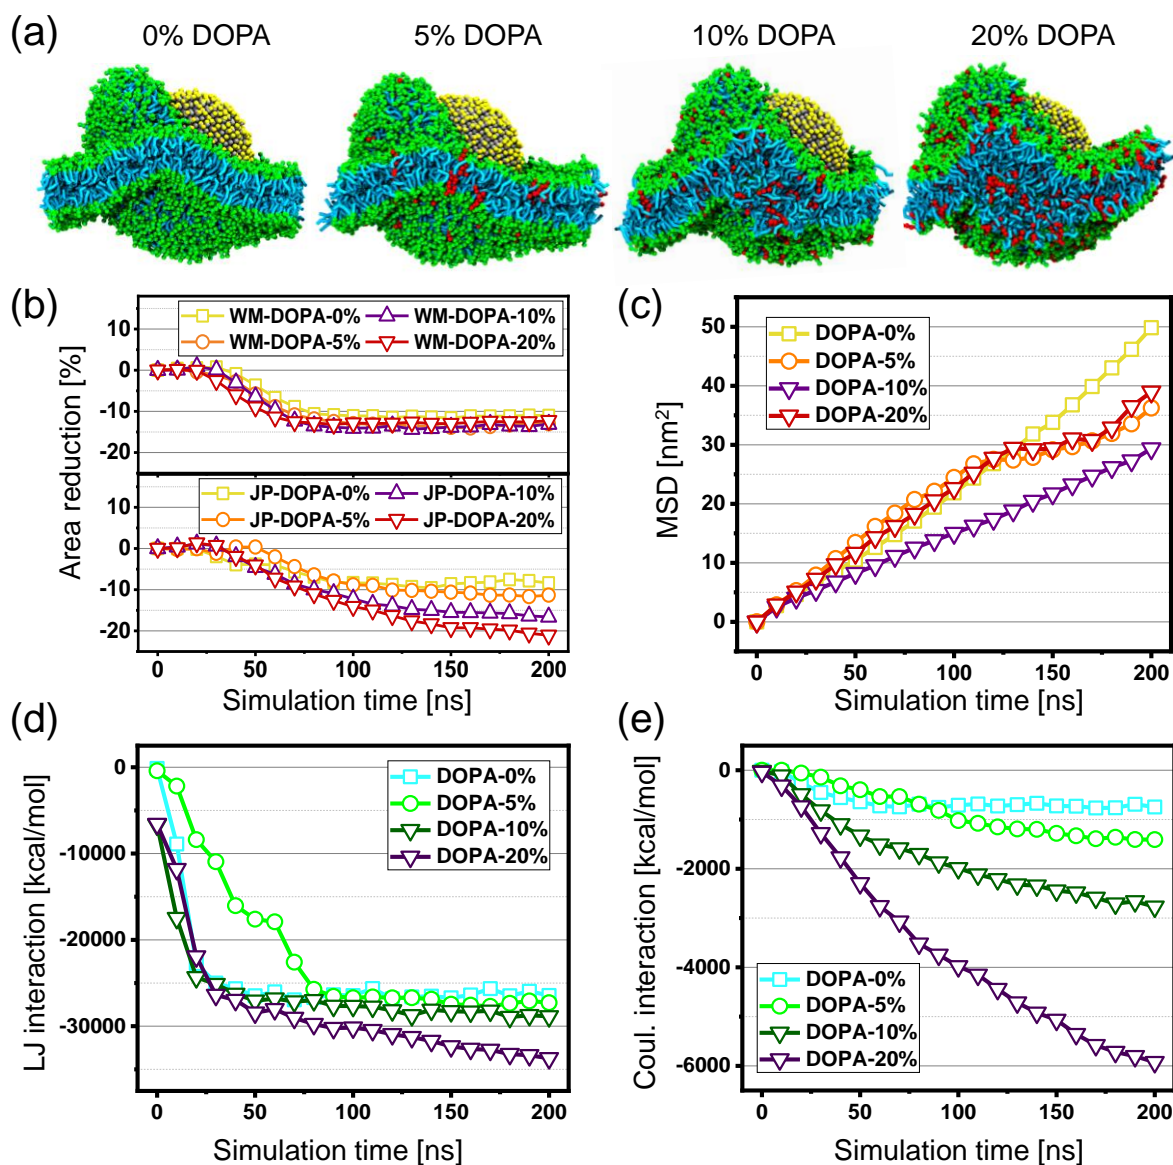 (a)
0% DOPA
5% DOPA
10% DOPA
20% DOPA
(b)
Area reduction [%]
10
0
-10
-20
WM-DOPA-0%
WM-DOPA-10%
WM-DOPA-5%
WM-DOPA-20%
10
0
-10
-20
JP-DOPA-0%
JP-DOPA-10%
JP-DOPA-5%
JP-DOPA-20%
0
50
100
150
200
Simulation time [ns]
(c)
MSD [nm²]
50
40
30
20
10
0
DOPA-0%
DOPA-5%
DOPA-10%
DOPA-20%
0
50
100
150
200
Simulation time [ns]
(d)
LJ interaction [kcal/mol]
0
-10000
-20000
-30000
DOPA-0%
DOPA-5%
DOPA-10%
DOPA-20%
0
50
100
150
200
Simulation time [ns]
(e)
Coul. interaction [kcal/mol]
0
-2000
-4000
-6000
DOPA-0%
DOPA-5%
DOPA-10%
DOPA-20%
0
50
100
150
200
Simulation time [ns]